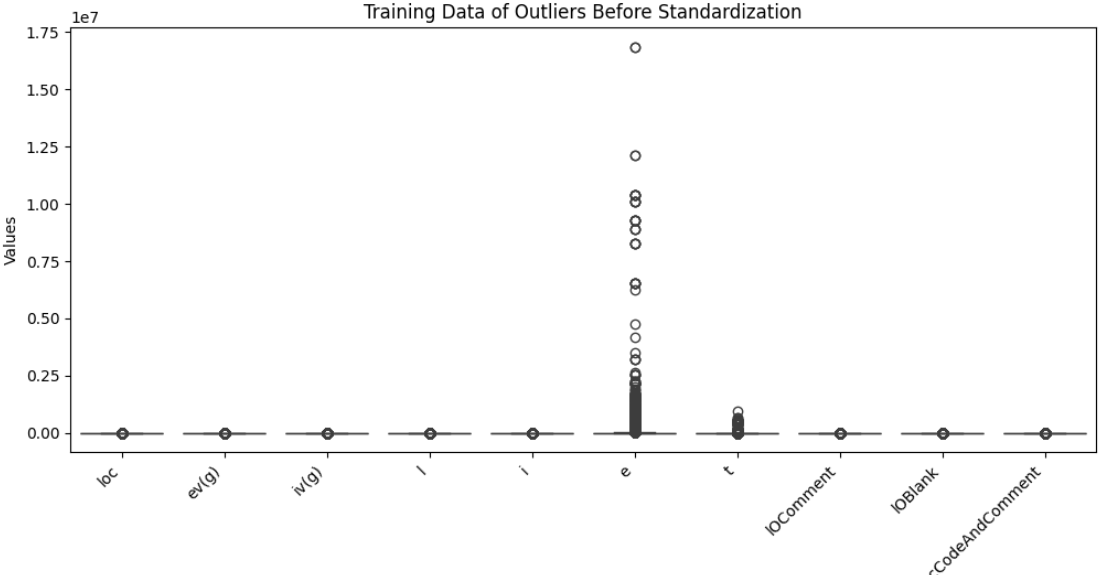 Training Data of Outliers Before Standardization
1e7
1.75
1.50
1.25
1.00
0.75
0.50
0.25
0.00
Values
loc
ev(g)
iv(g)
l
i
e
t
lOComment
lOBlank
cCodeAndComment